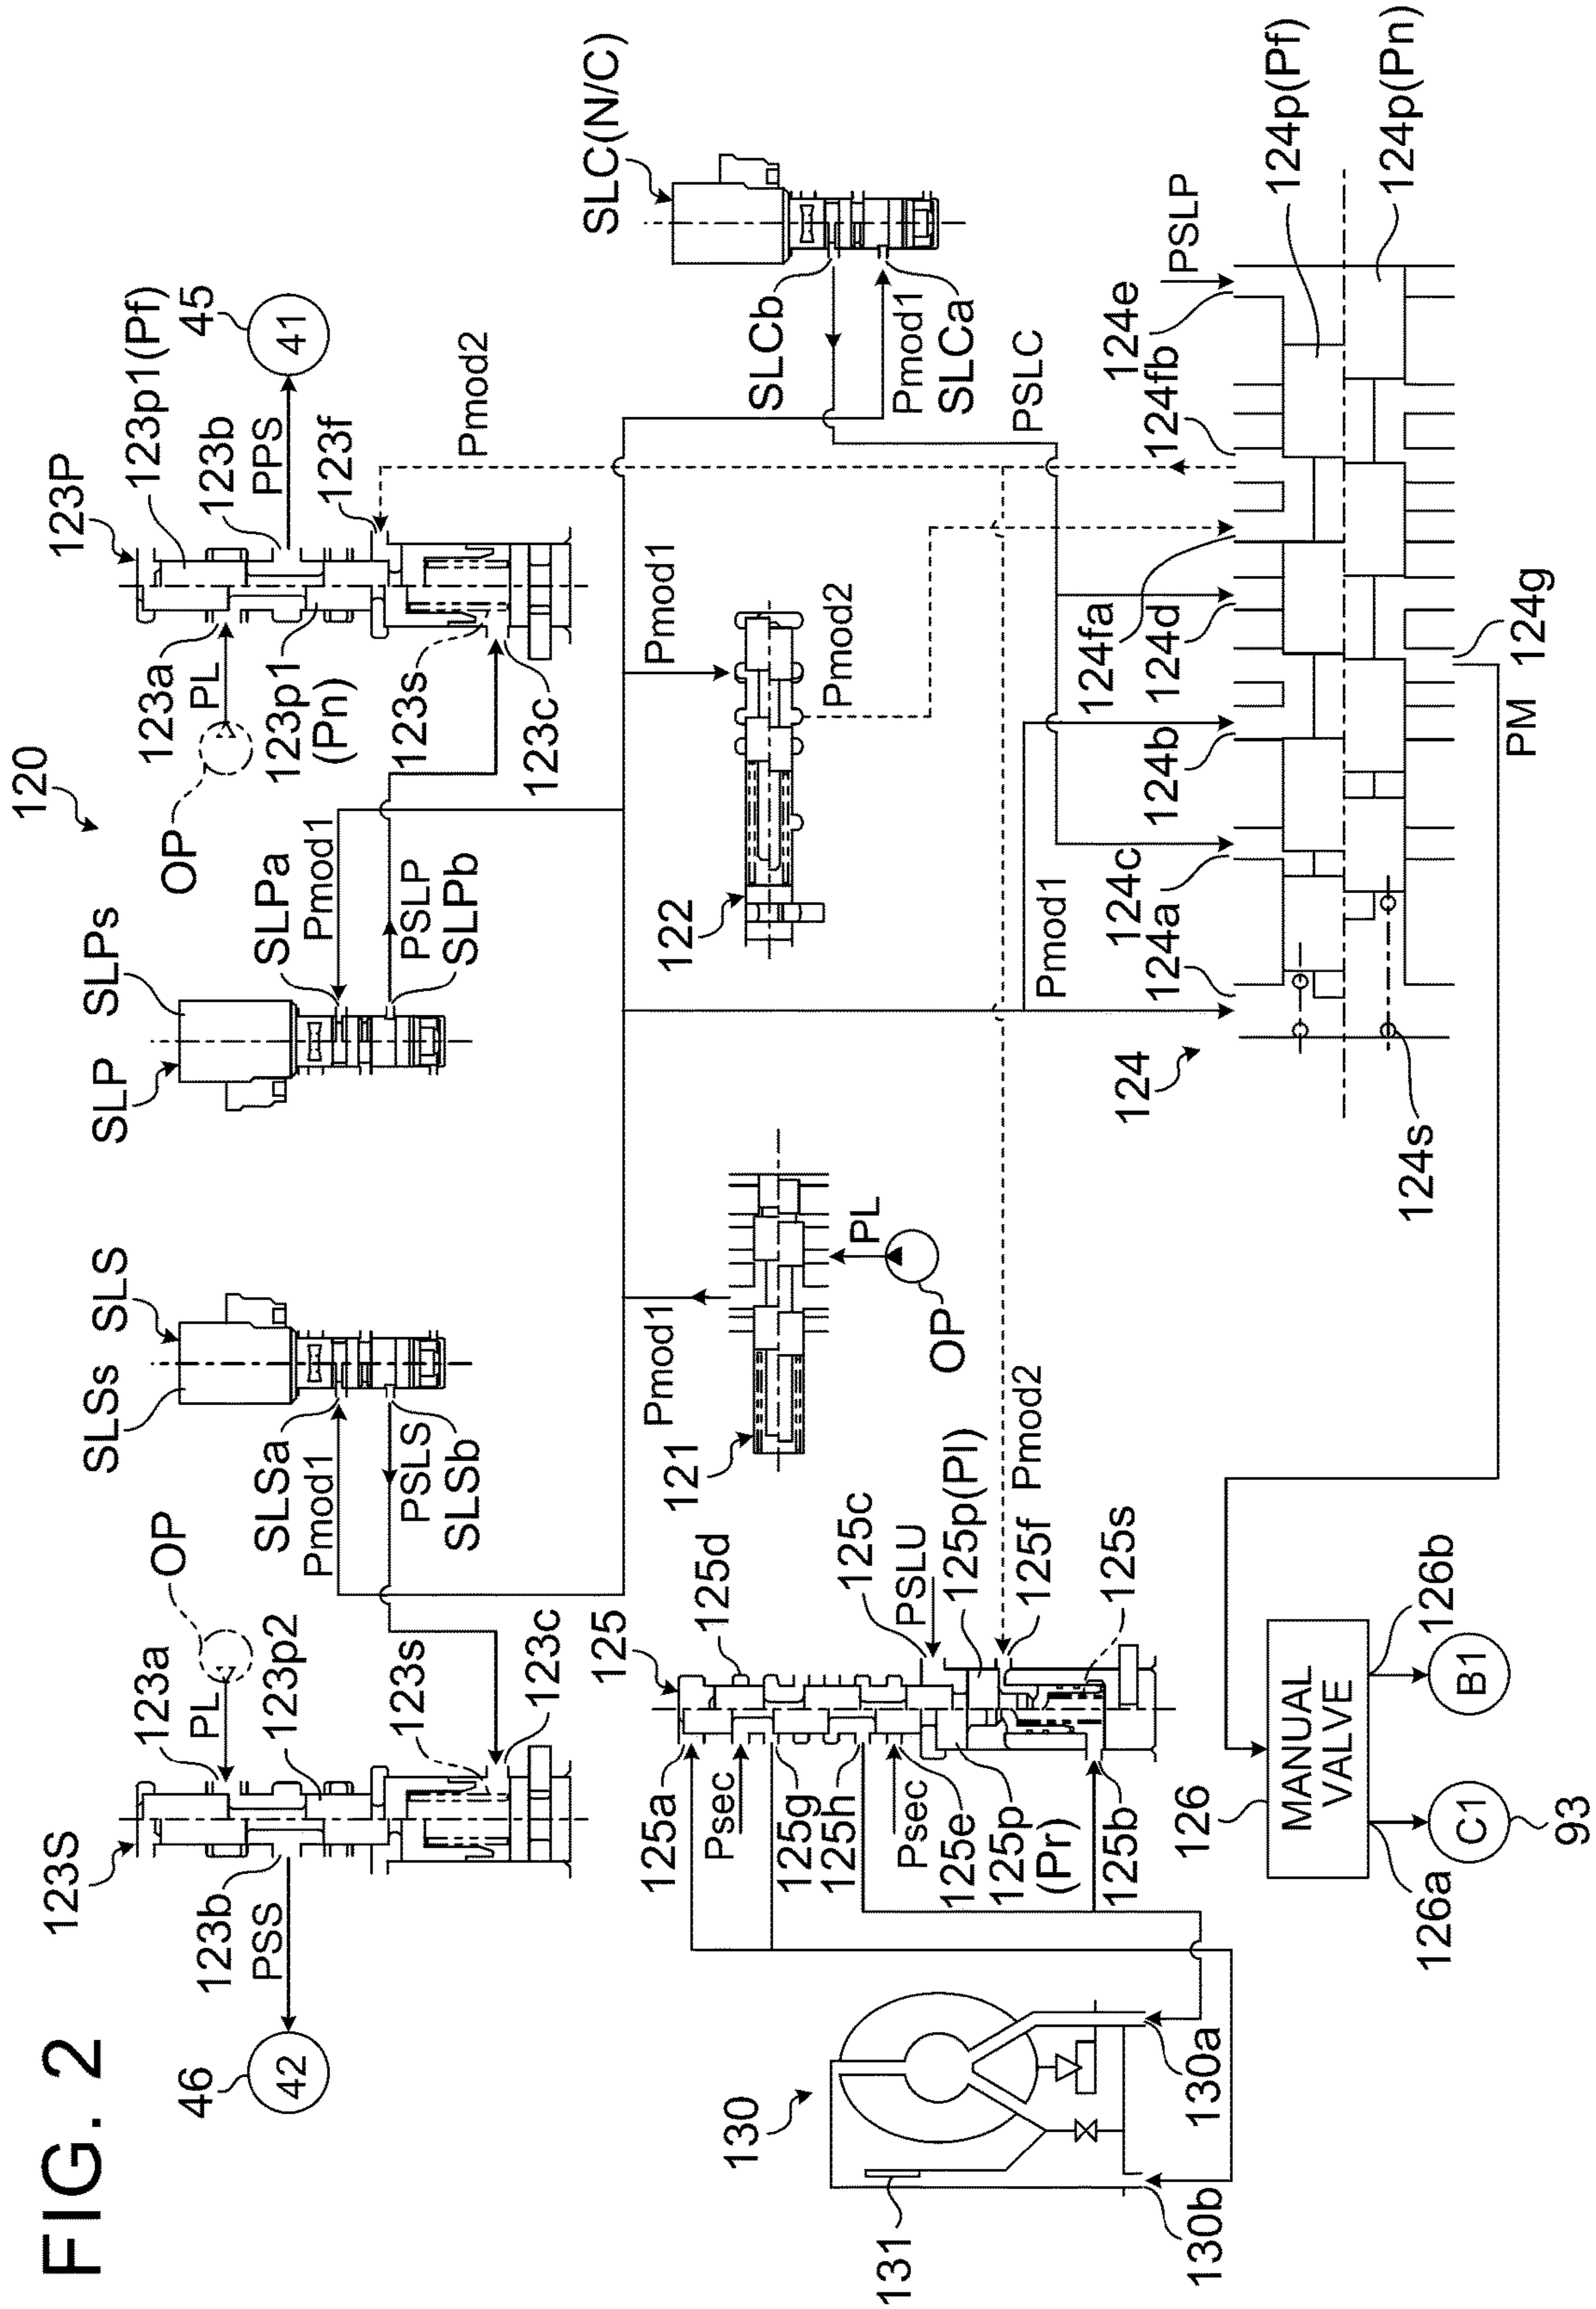 FIG. 2
120
46
42
PSS
123b
123S
123a
PL
OP
123p2
123s
123c
SLSs
SLS
SLSa
Pmod1
PSLS
SLSb
SLP
SLPs
SLPa
Pmod1
PSLP
SLPb
OP
PL
123a
123P
123p1(Pf)
123p1
(Pn)
123b
PPS
45
41
123s
123c
123f
Pmod2
SLC(N/C)
SLCb
Pmod1
SLCa
PSLC
125
125d
125a
Psec
125g
125h
Psec
125e
125p
(Pr)
125b
125c
PSLU
125p(Pl)
125f
Pmod2
125s
121
Pmod1
PL
OP
122
Pmod1
Pmod2
130
131
130a
130b
126
MANUAL
VALVE
126a
126b
C1
B1
93
124
124s
Pmod1
124a
124c
124b
124d
124fa
124fb
124e
PSLP
124p(Pf)
124p(Pn)
124g
PM